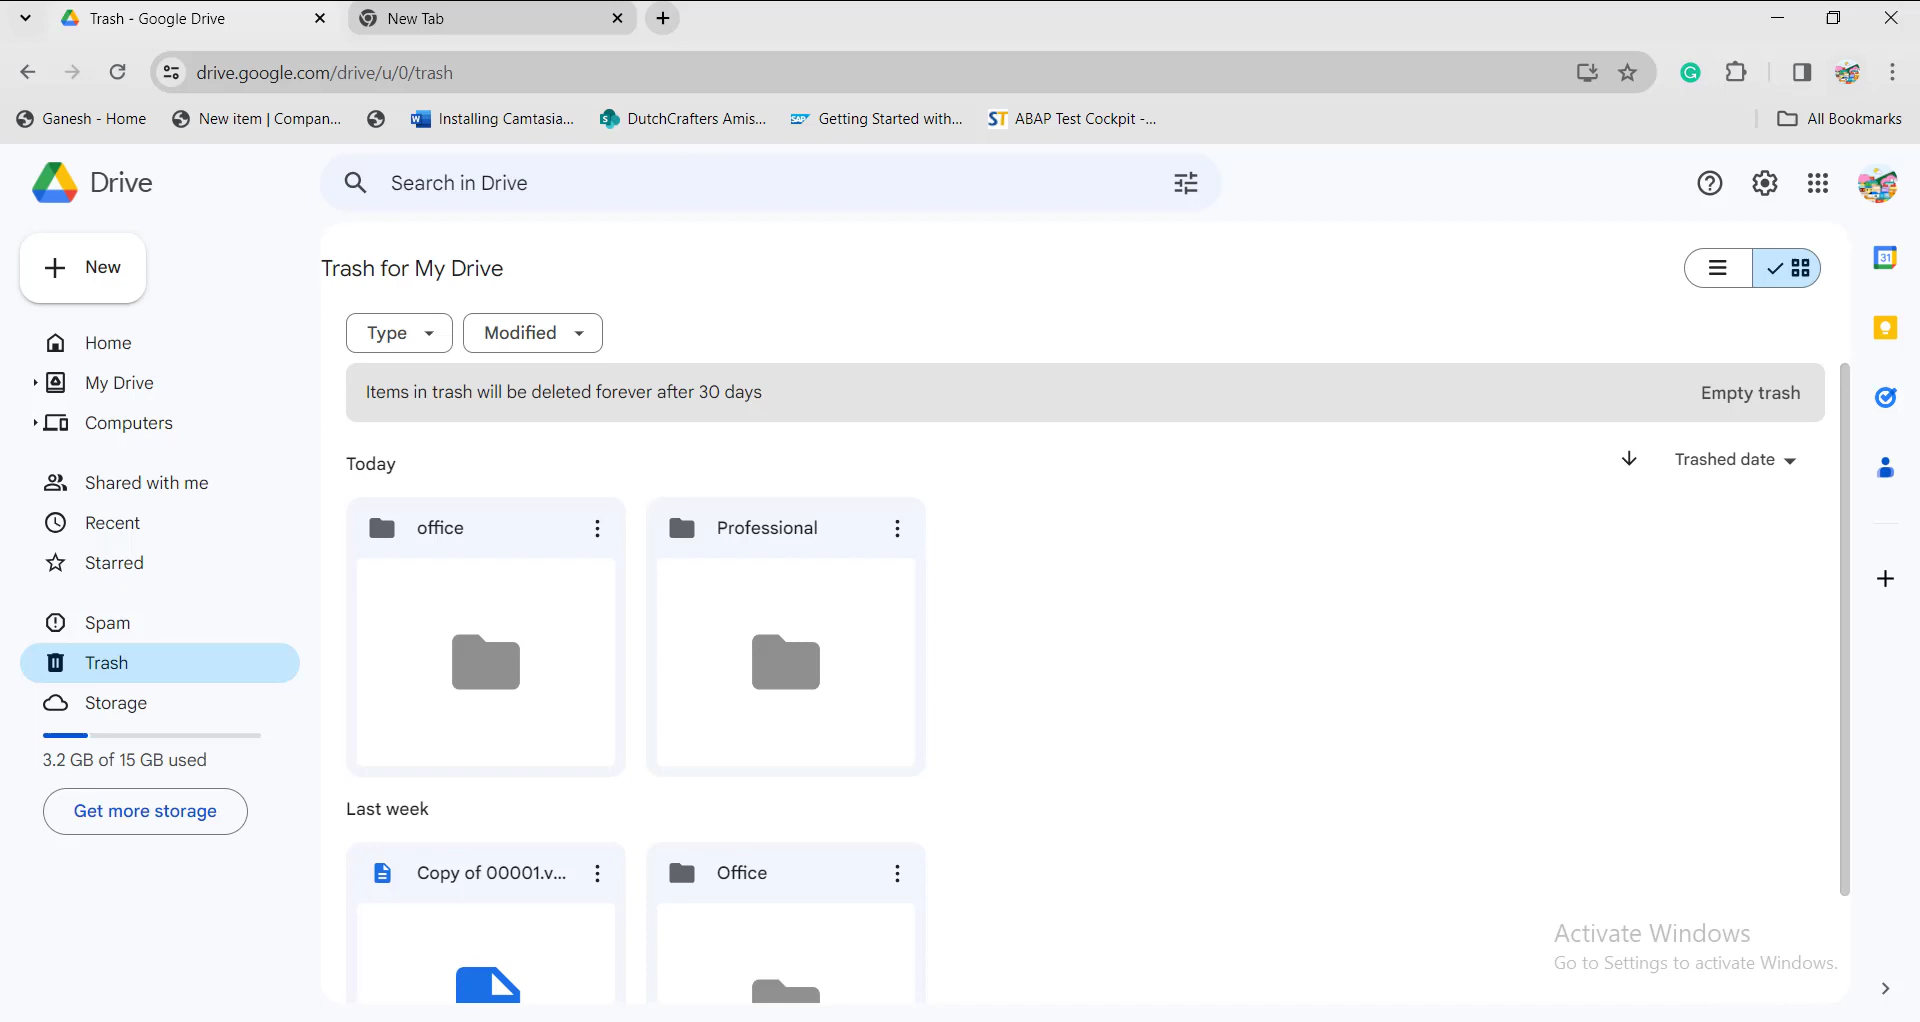 Trash - Google Drive
New Tab
drive.google.com/drive/u/0/trash
Ganesh - Home
New item | Compan...
Installing Camtasia...
DutchCrafters Amis...
Getting Started with...
ABAP Test Cockpit -...
All Bookmarks
Drive
Search in Drive
New
Trash for My Drive
Home
My Drive
Computers
Shared with me
Recent
Starred
Spam
Trash
Storage
3.2 GB of 15 GB used
Get more storage
Type
Modified
Items in trash will be deleted forever after 30 days
Empty trash
Today
Trashed date
office
Professional
Last week
Copy of 00001.v...
Office
31
Activate Windows
Go to Settings to activate Windows.